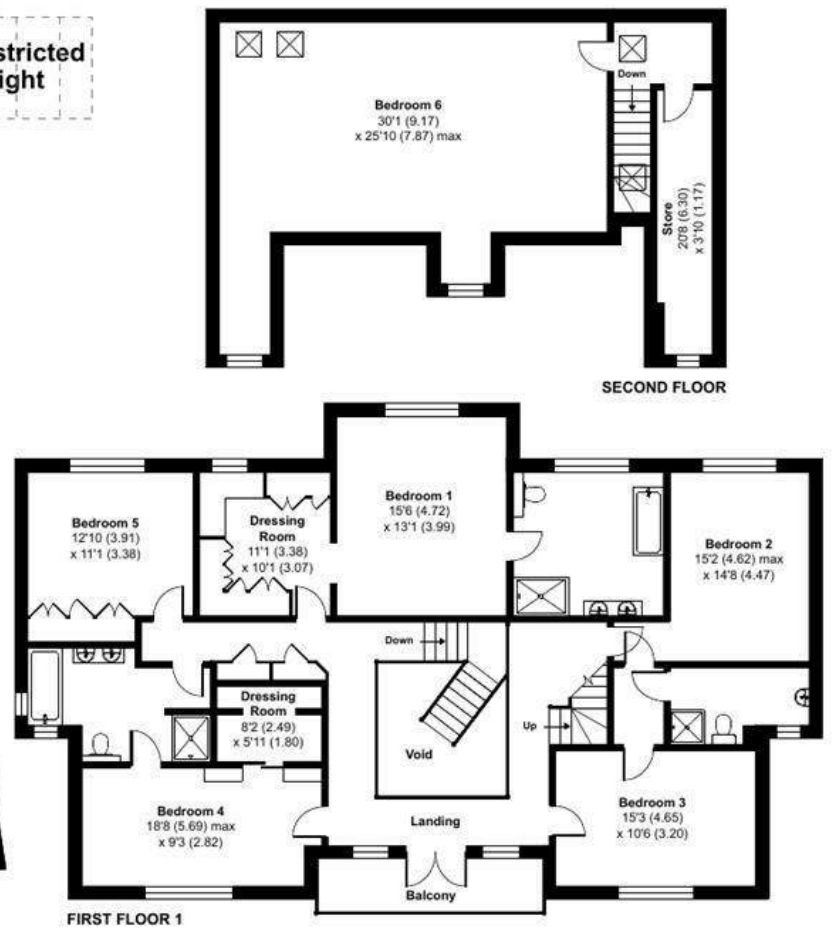 stricted
ight
Bedroom 6
30'1 (9.17)
x 25'10 (7.87) max
Down
Store
20'8 (6.30)
x 3'10 (1.17)
SECOND FLOOR
Bedroom 5
12'10 (3.91)
x 11'1 (3.38)
Dressing
Room
11'1 (3.38)
x 10'1 (3.07)
Bedroom 1
15'6 (4.72)
x 13'1 (3.99)
Bedroom 2
15'2 (4.62) max
x 14'8 (4.47)
Down
Dressing
Room
8'2 (2.49)
x 5'11 (1.80)
Up
Void
Bedroom 4
18'8 (5.69) max
x 9'3 (2.82)
Landing
Bedroom 3
15'3 (4.65)
x 10'6 (3.20)
Balcony
FIRST FLOOR 1